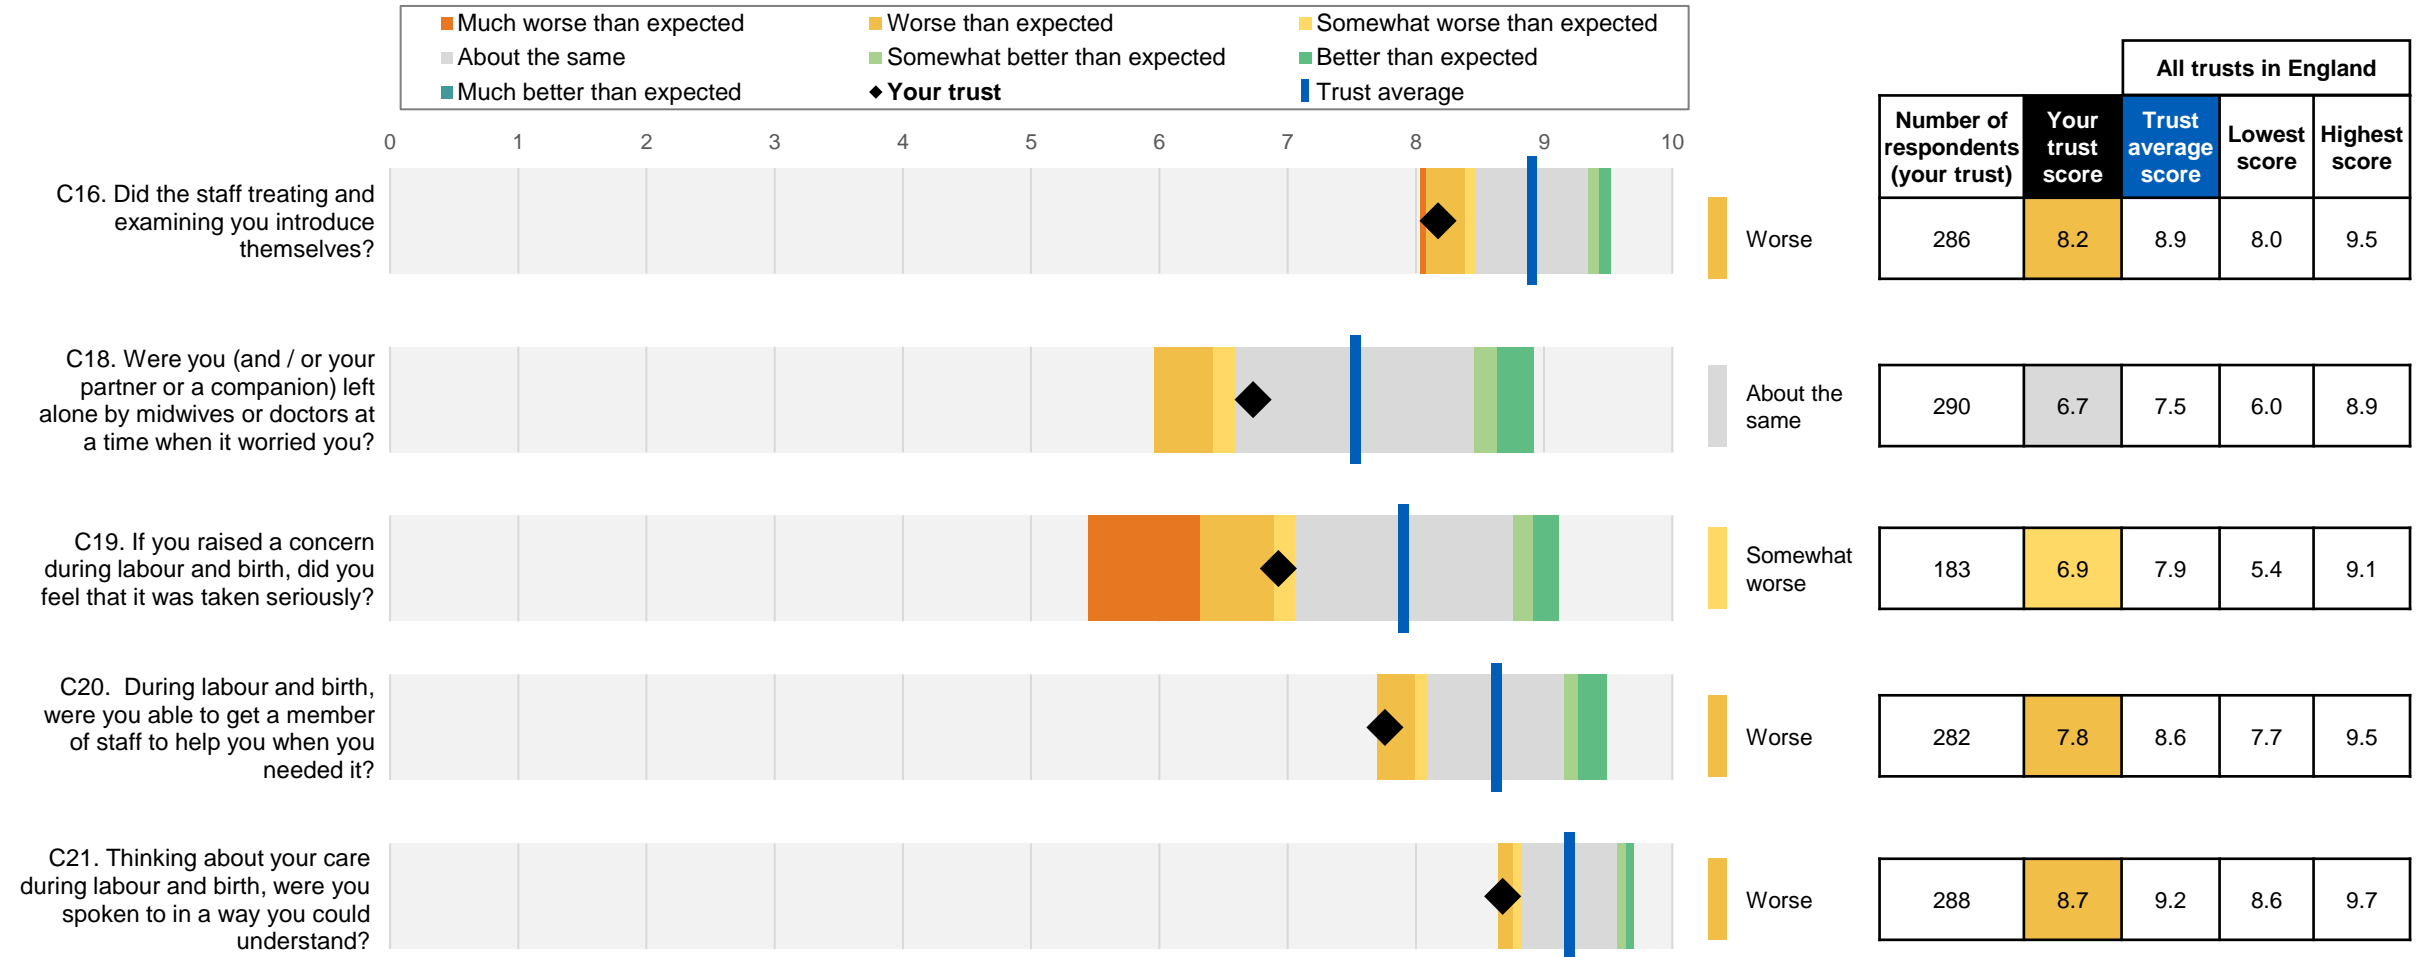 Much worse than expected
Worse than expected
Somewhat worse than expected
About the same
Somewhat better than expected
Better than expected
Much better than expected
Your trust
Trust average
All trusts in England
Number of
respondents
(your trust)
Your
trust
score
Trust
average
score
Lowest
score
Highest
score
0 1 2 3 4 5 6 7 8 9 10
C16. Did the staff treating and
examining you introduce
themselves?
Worse
286 8.2 8.9 8.0 9.5
C18. Were you (and / or your
partner or a companion) left
alone by midwives or doctors at
a time when it worried you?
About the
same
290 6.7 7.5 6.0 8.9
C19. If you raised a concern
during labour and birth, did you
feel that it was taken seriously?
Somewhat
worse
183 6.9 7.9 5.4 9.1
C20.  During labour and birth,
were you able to get a member
of staff to help you when you
needed it?
Worse
282 7.8 8.6 7.7 9.5
C21. Thinking about your care
during labour and birth, were you
spoken to in a way you could
understand?
Worse
288 8.7 9.2 8.6 9.7